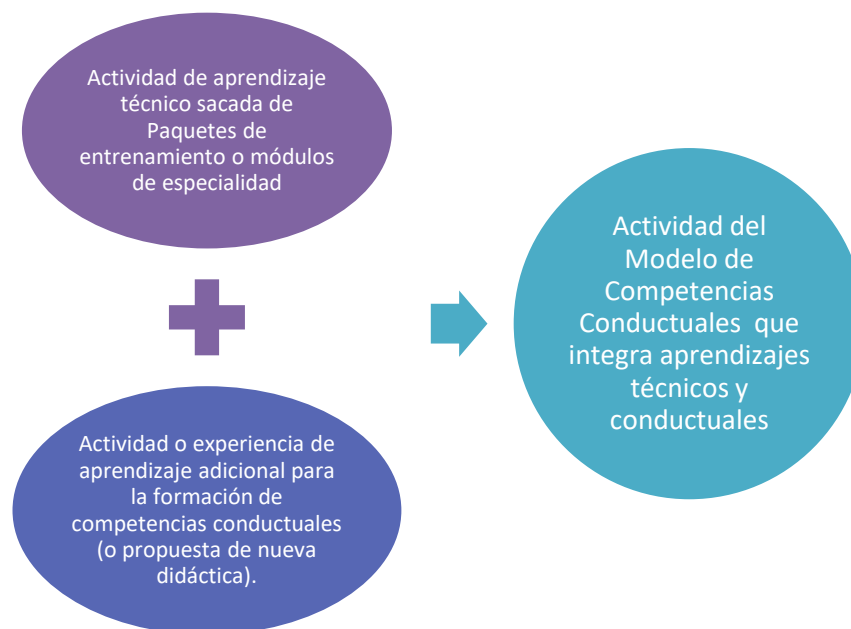 Actividad de aprendizaje
técnico sacada de
Paquetes de
entrenamiento o módulos
de especialidad
Actividad o experiencia de
aprendizaje adicional para
la formación de
competencias conductuales
(o propuesta de nueva
didáctica).
Actividad del
Modelo de
Competencias
Conductuales que
integra aprendizajes
técnicos y
conductuales